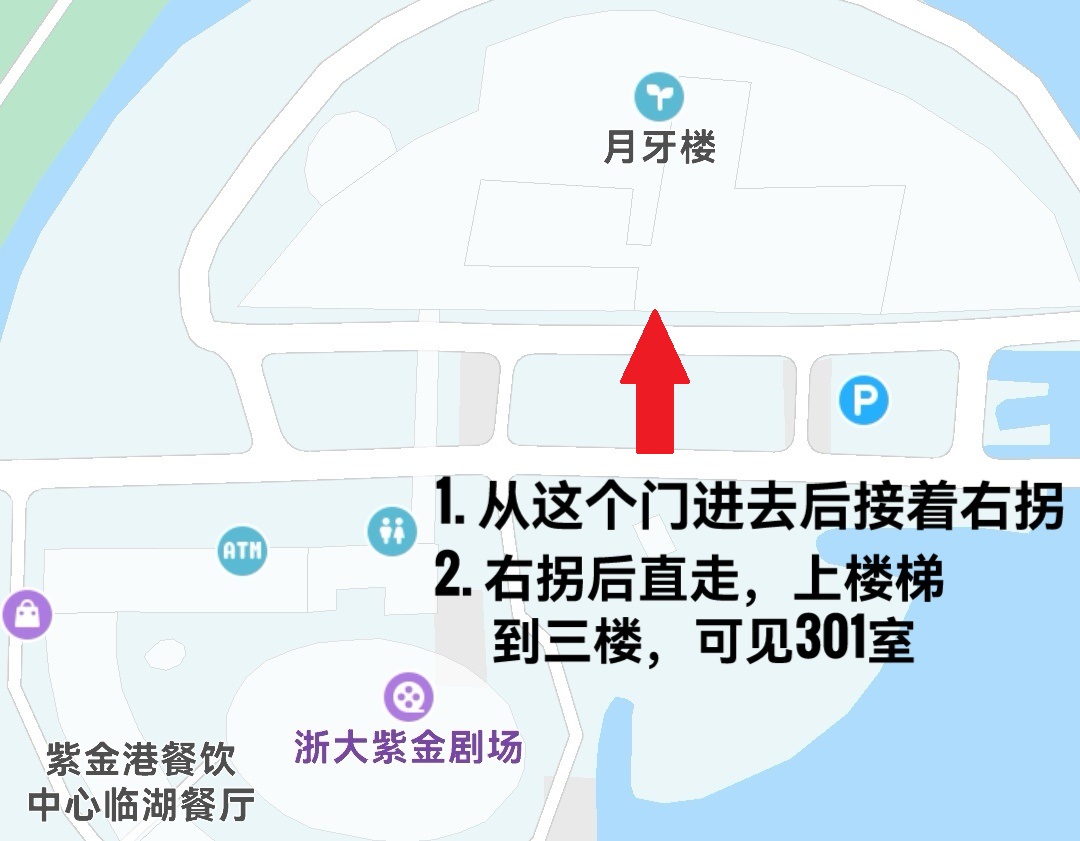 月牙楼
P
1. 从这个门进去后接着右拐
ATM
2. 右拐后直走，上楼梯
到三楼，可见301室
浙大紫金剧场
紫金港餐饮
中心临湖餐厅